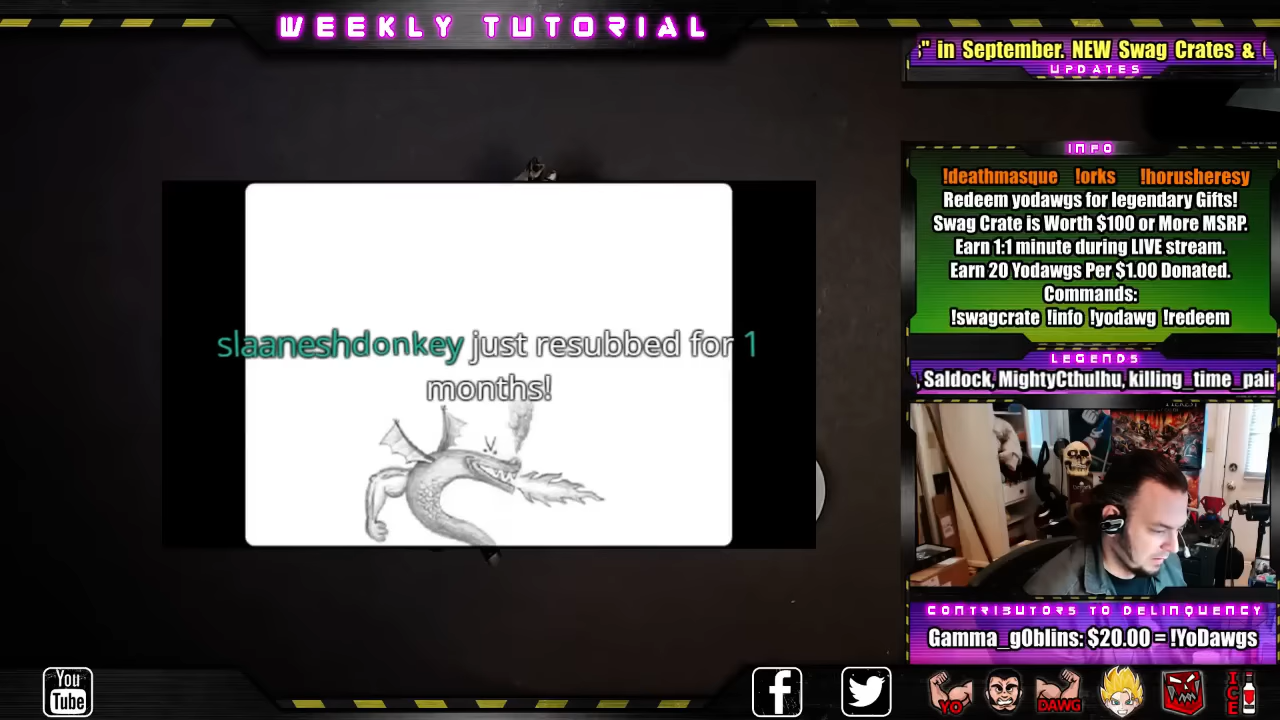 WEEKLY TUTORIAL
" in September. NEW Swag Crates &
UPDATES
INFO
!deathmasque !orks !horusheresy
Redeem yodawgs for legendary Gifts!
Swag Crate is Worth $100 or More MSRP.
Earn 1:1 minute during LIVE stream.
Earn 20 Yodawgs Per $1.00 Donated.
Commands:
!swagcrate !info !yodawg !redeem
LEGENDS
, Saldock, MightyCthulhu, killing_time_pai
slaaneshdonkey just resubbed for 1
months!
CONTRIBUTORS TO DELINQUENCY
Gamma_g0blins: $20.00 = !YoDawgs
You
Tube
f
YO
DAWG
ICE